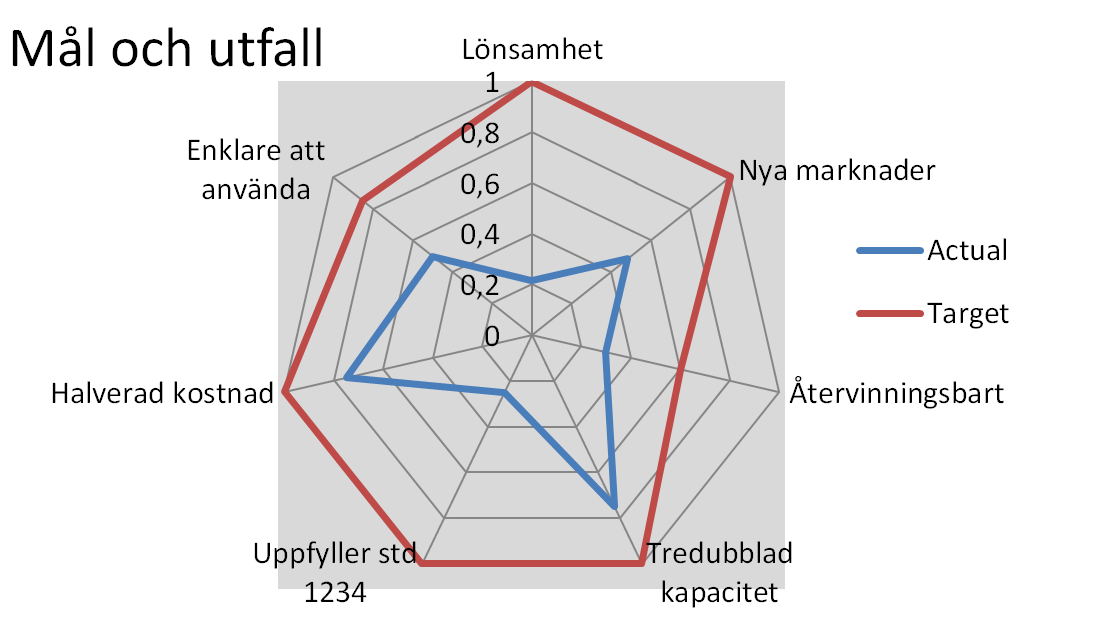 Mål och utfall
Lönsamhet
1
0,8
0,6
0,4
0,2
0
Enklare att
använda
Nya marknader
Actual
Target
Halverad kostnad
Återvinningsbart
Uppfyller std
1234
Tredubblad
kapacitet